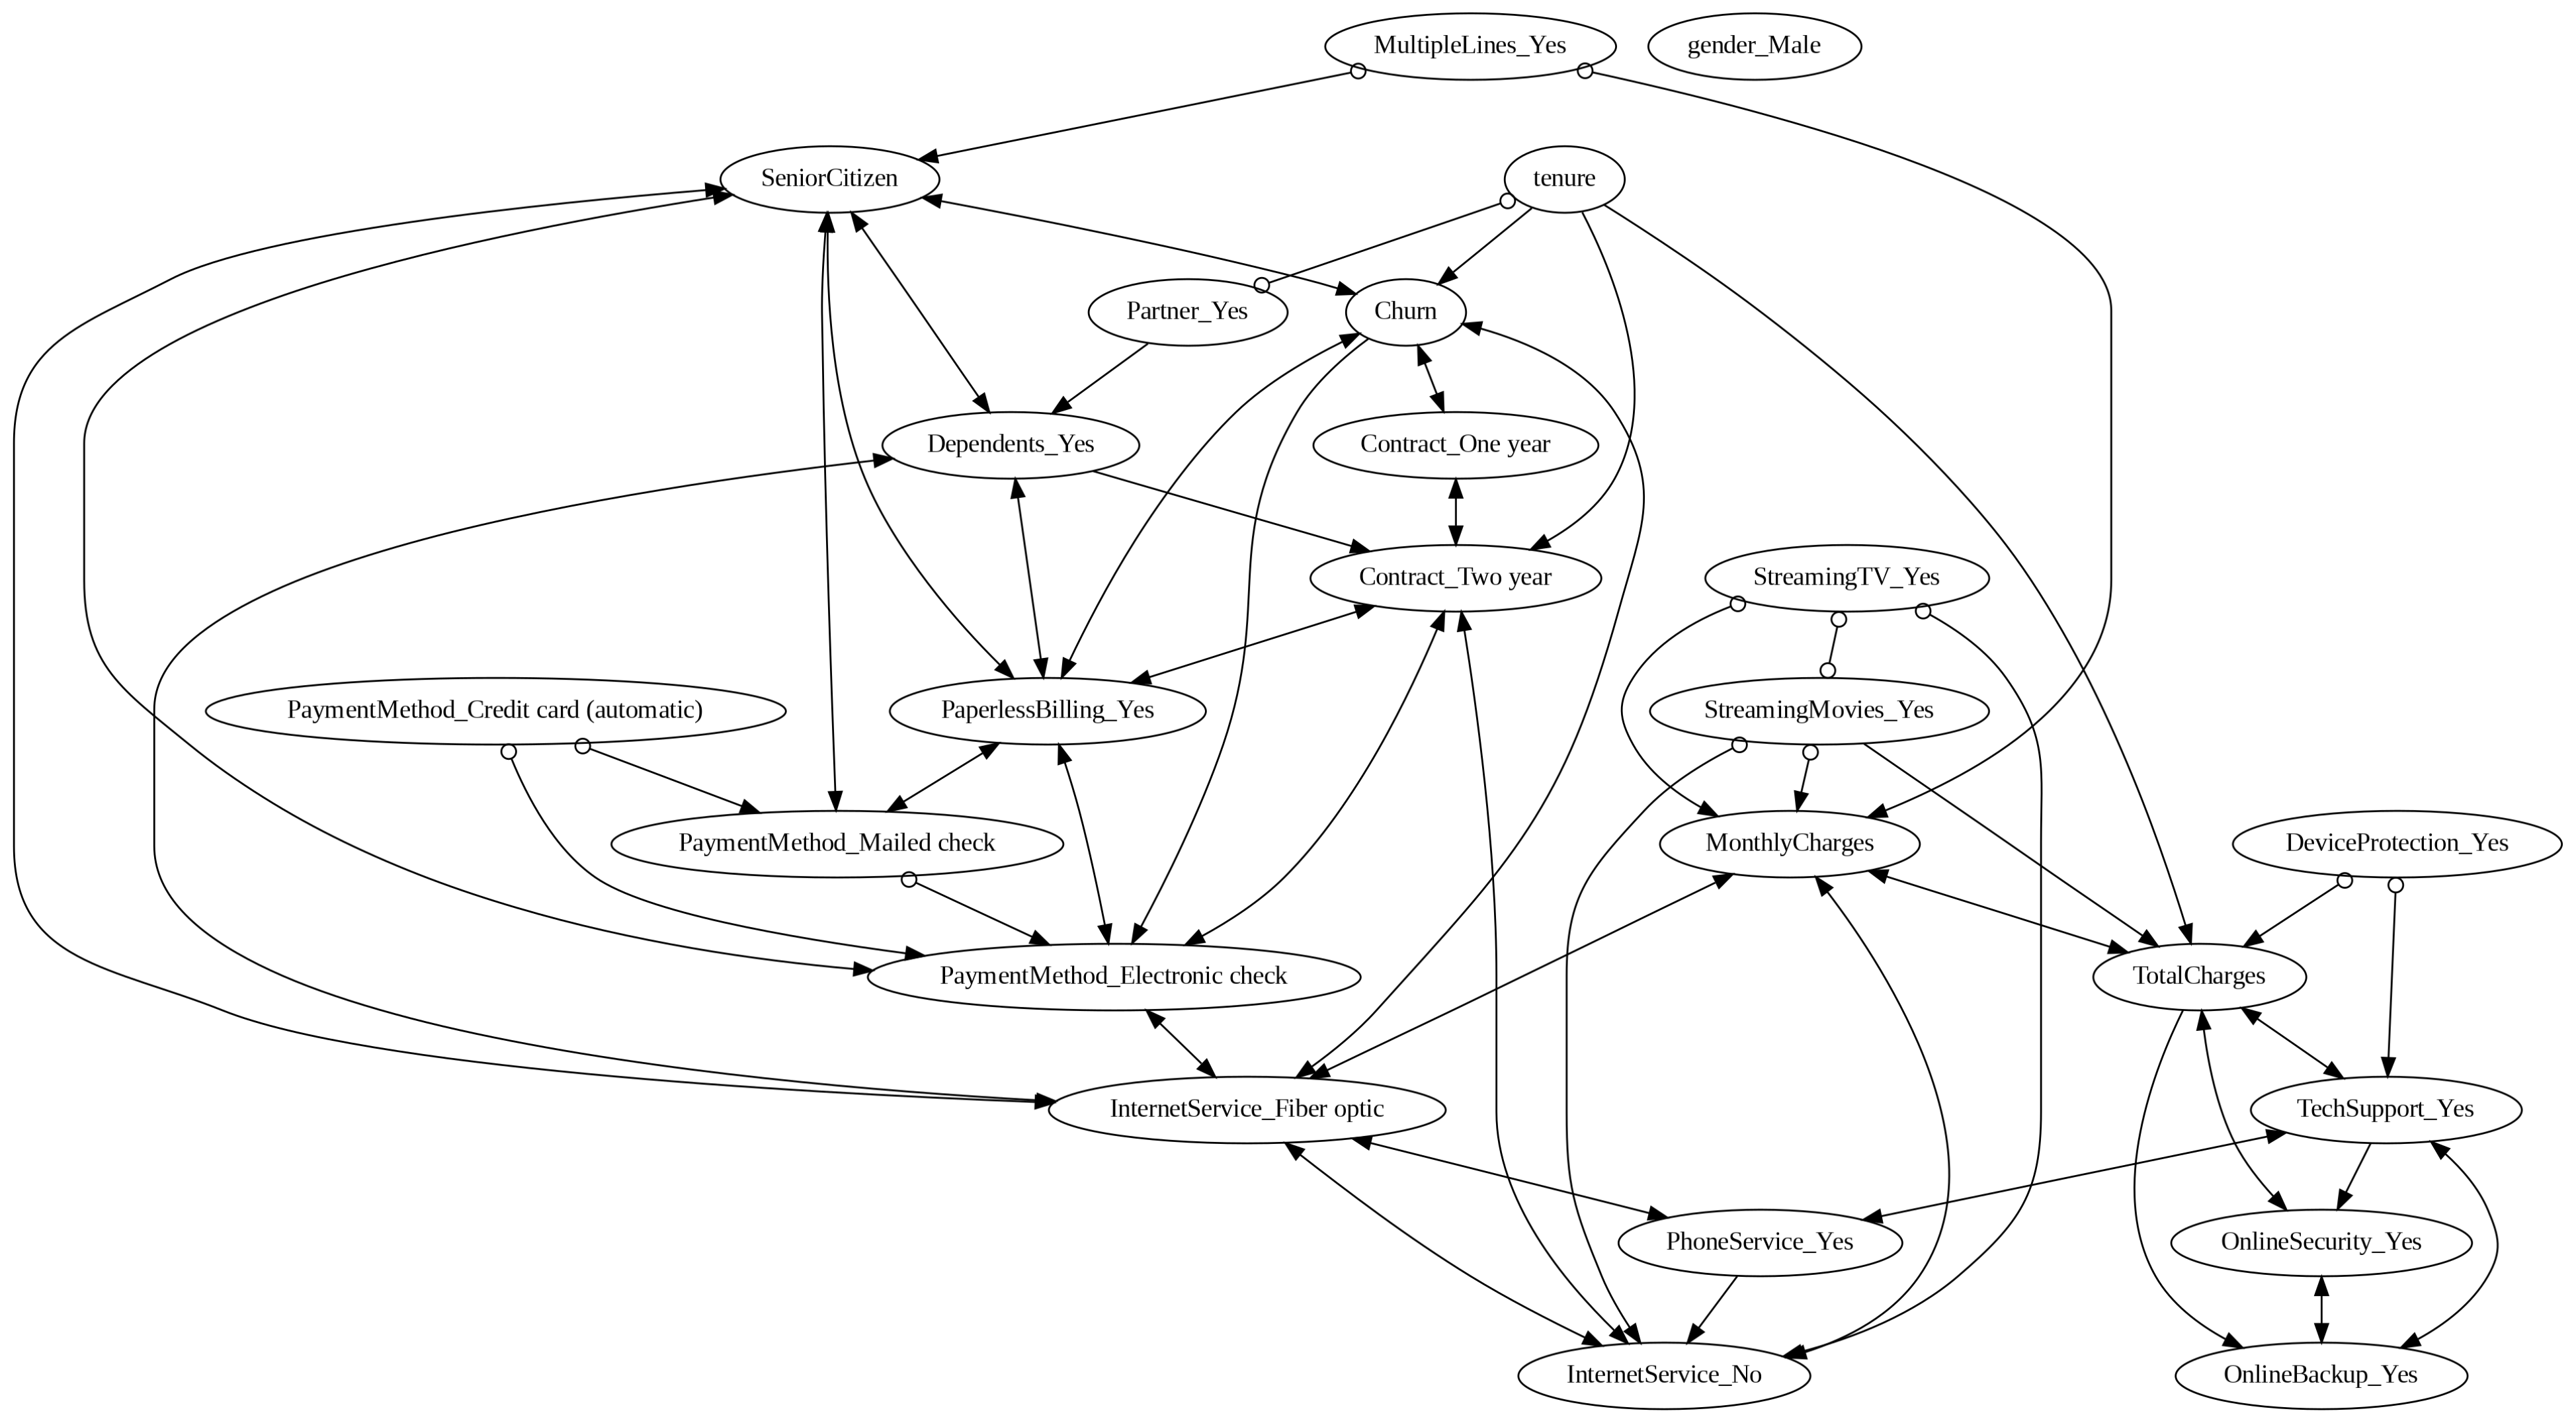 MultipleLines_Yes
gender_Male
SeniorCitizen
tenure
Partner_Yes
Churn
Dependents_Yes
Contract_One year
Contract_Two year
StreamingTV_Yes
PaymentMethod_Credit card (automatic)
PaperlessBilling_Yes
StreamingMovies_Yes
PaymentMethod_Mailed check
MonthlyCharges
DeviceProtection_Yes
PaymentMethod_Electronic check
TotalCharges
InternetService_Fiber optic
TechSupport_Yes
PhoneService_Yes
OnlineSecurity_Yes
InternetService_No
OnlineBackup_Yes